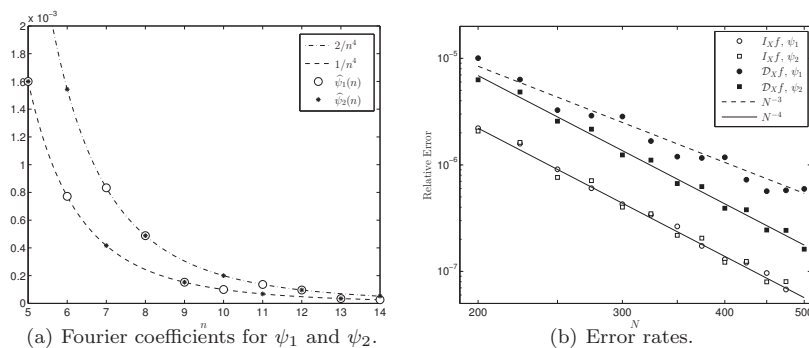 2 x 10⁻³
1.8
1.6
1.4
1.2
1
0.8
0.6
0.4
0.2
0
5 6 7 8 9 10 11 12 13 14
n
2/n⁴
1/n⁴
ψ̂₁(n)
ψ̂₂(n)
(a) Fourier coefficients for ψ₁ and ψ₂.
Relative Error
10⁻⁵
10⁻⁶
10⁻⁷
200 300 400 500
N
I_X f, ψ₁
I_X f, ψ₂
𝒟_X f, ψ₁
𝒟_X f, ψ₂
N⁻³
N⁻⁴
(b) Error rates.